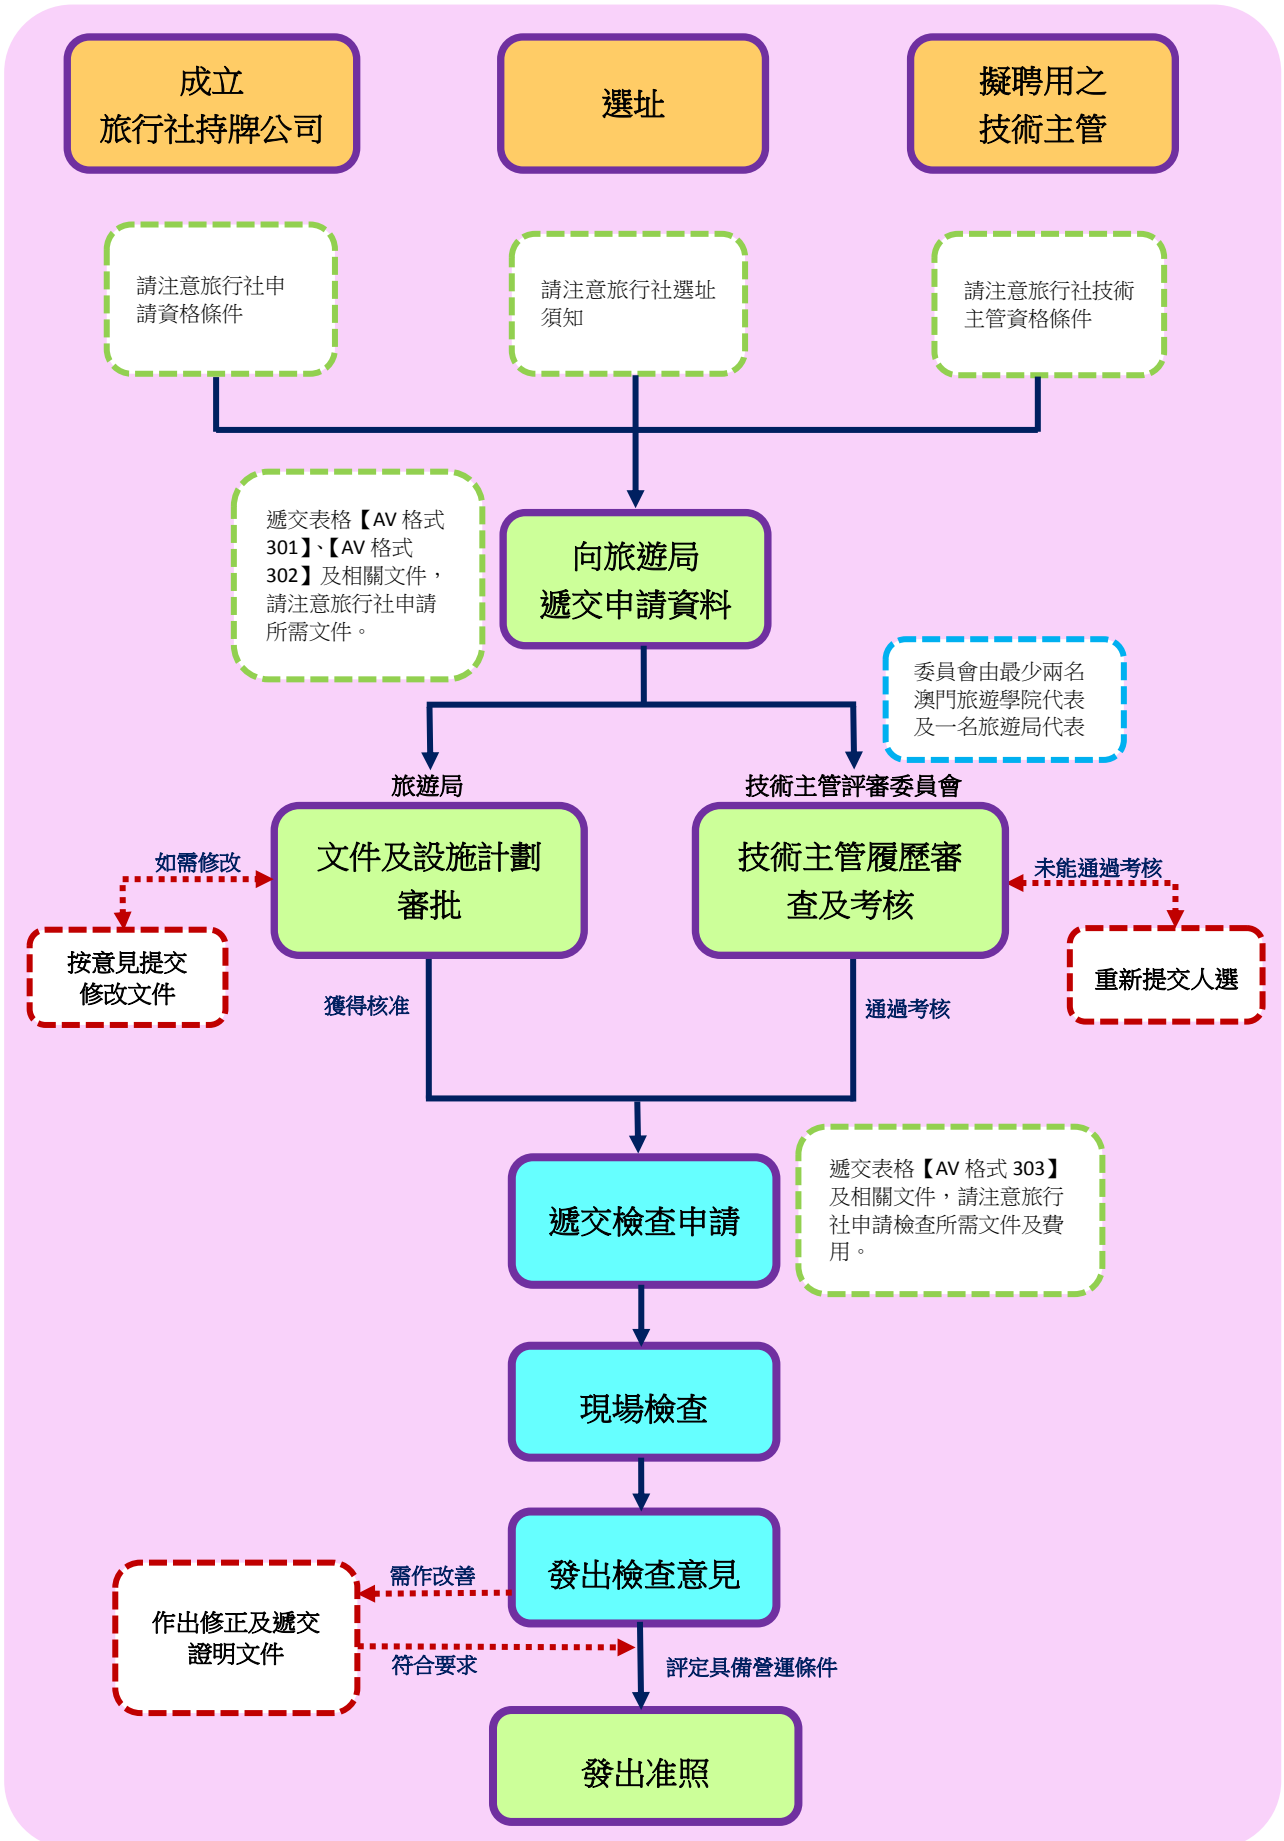 成立
旅行社持牌公司
選址
擬聘用之
技術主管
請注意旅行社申
請資格條件
請注意旅行社選址
須知
請注意旅行社技術
主管資格條件
遞交表格【AV 格式
301】、【AV 格式
302】及相關文件，
請注意旅行社申請
所需文件。
向旅遊局
遞交申請資料
委員會由最少兩名
澳門旅遊學院代表
及一名旅遊局代表
旅遊局
技術主管評審委員會
如需修改
文件及設施計劃
審批
技術主管履歷審
查及考核
未能通過考核
按意見提交
修改文件
重新提交人選
獲得核准
通過考核
遞交檢查申請
遞交表格【AV 格式 303】
及相關文件，請注意旅行
社申請檢查所需文件及費
用。
現場檢查
發出檢查意見
需作改善
作出修正及遞交
證明文件
符合要求
評定具備營運條件
發出准照